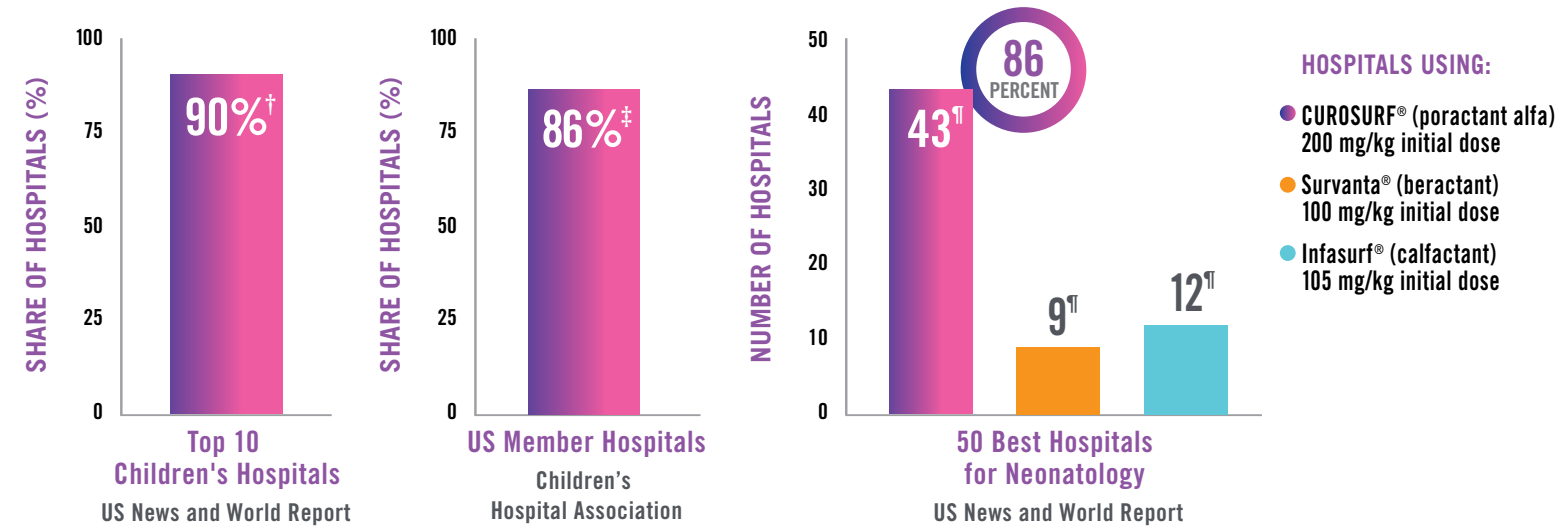 SHARE OF HOSPITALS (%)
100
75
50
25
0
90%†
Top 10
Children's Hospitals
US News and World Report
SHARE OF HOSPITALS (%)
100
75
50
25
0
86%‡
US Member Hospitals
Children’s
Hospital Association
NUMBER OF HOSPITALS
50
40
30
20
10
0
43¶
86
PERCENT
9¶
12¶
50 Best Hospitals
for Neonatology
US News and World Report
HOSPITALS USING:
CUROSURF® (poractant alfa)
200 mg/kg initial dose
Survanta® (beractant)
100 mg/kg initial dose
Infasurf® (calfactant)
105 mg/kg initial dose